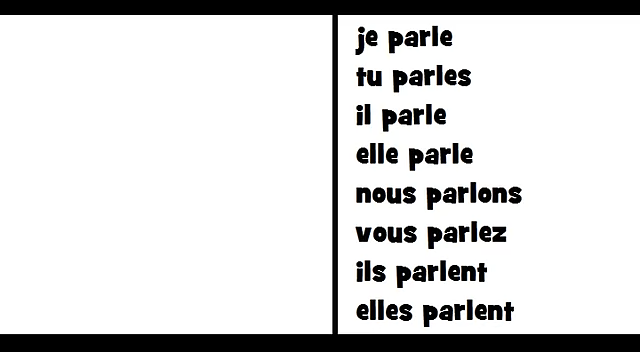 je parle
tu parles
il parle
elle parle
nous parlons
vous parlez
ils parlent
elles parlent